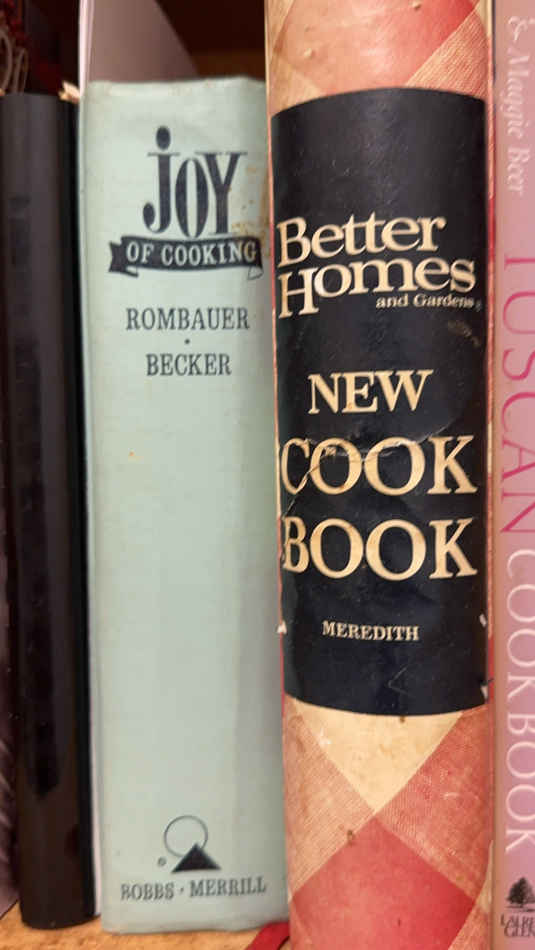 JOY
OF COOKING
ROMBAUER
•
BECKER
®
BOBBS • MERRILL
Better
Homes
and Gardens®
NEW
COOK
BOOK
MEREDITH
& Maggie Beer
TUSCAN COOKBOOK